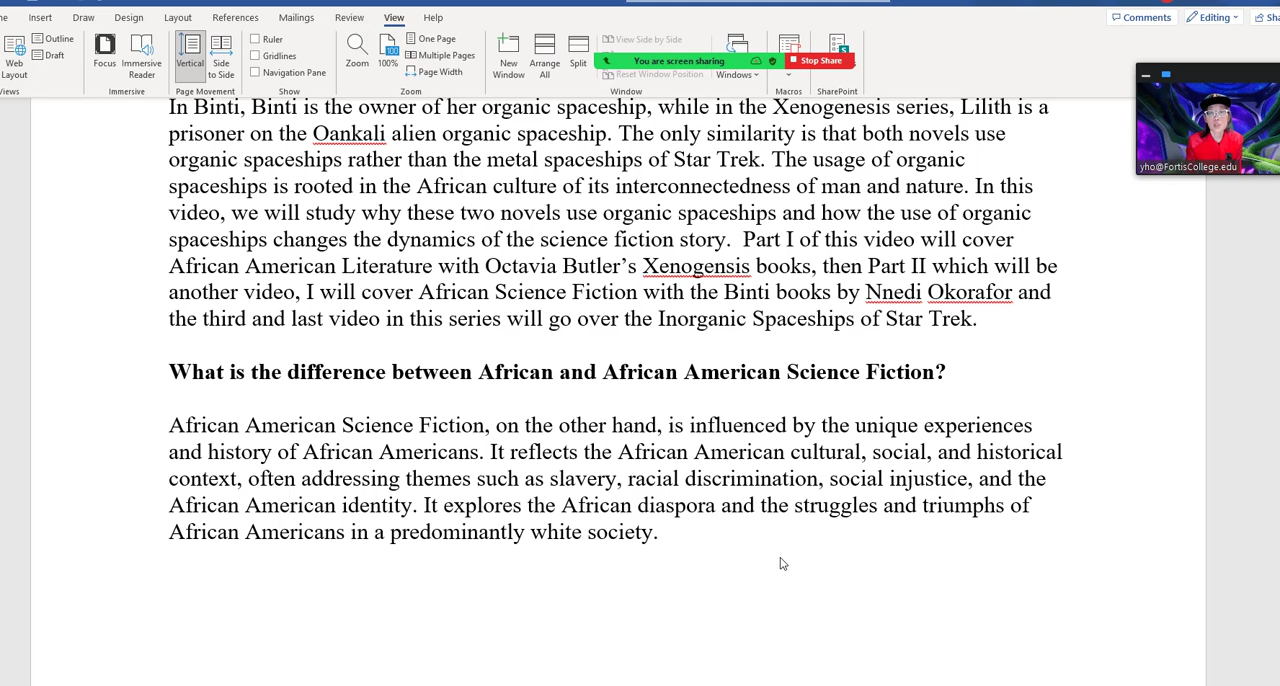 Insert Draw Design Layout References Mailings Review View Help Comments Editing
Outline
Draft
Web Layout
Focus
Immersive Reader
Vertical
Side to Side
Ruler
Gridlines
Navigation Pane
Zoom
100%
One Page
Multiple Pages
Page Width
New Window
Arrange All
Split
View Side by Side
You are screen sharing
Stop Share
Reset Window Position
Windows
Macros
SharePoint
Immersive Page Movement Show Zoom Window Macros SharePoint
yho@FortisCollege.edu
In Binti, Binti is the owner of her organic spaceship, while in the Xenogenesis series, Lilith is a
prisoner on the Oankali alien organic spaceship. The only similarity is that both novels use
organic spaceships rather than the metal spaceships of Star Trek. The usage of organic
spaceships is rooted in the African culture of its interconnectedness of man and nature. In this
video, we will study why these two novels use organic spaceships and how the use of organic
spaceships changes the dynamics of the science fiction story. Part I of this video will cover
African American Literature with Octavia Butler's Xenogensis books, then Part II which will be
another video, I will cover African Science Fiction with the Binti books by Nnedi Okorafor and
the third and last video in this series will go over the Inorganic Spaceships of Star Trek.
What is the difference between African and African American Science Fiction?
African American Science Fiction, on the other hand, is influenced by the unique experiences
and history of African Americans. It reflects the African American cultural, social, and historical
context, often addressing themes such as slavery, racial discrimination, social injustice, and the
African American identity. It explores the African diaspora and the struggles and triumphs of
African Americans in a predominantly white society.